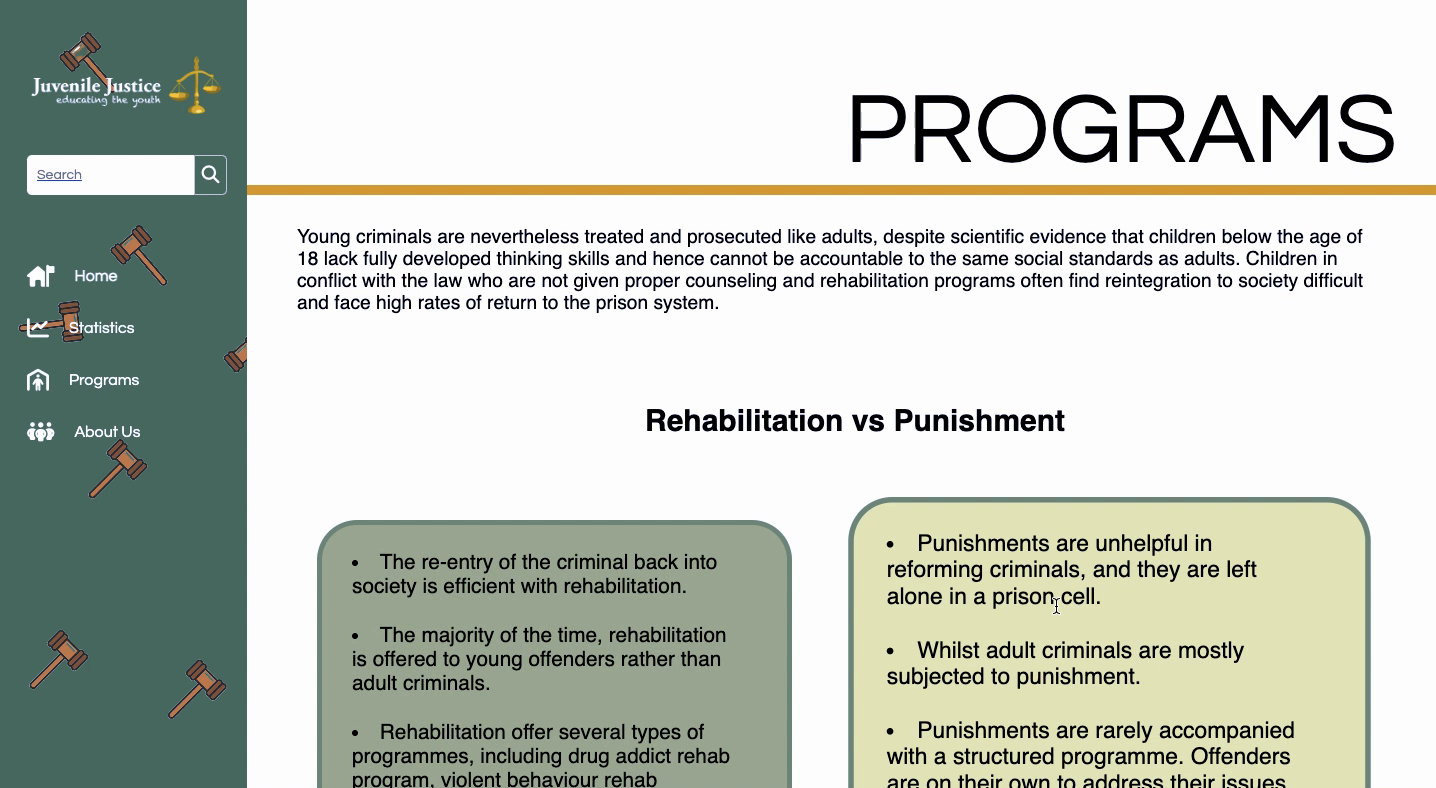 Juvenile Justice
educating the youth
Search
Home
Statistics
Programs
About Us
PROGRAMS
Young criminals are nevertheless treated and prosecuted like adults, despite scientific evidence that children below the age of
18 lack fully developed thinking skills and hence cannot be accountable to the same social standards as adults. Children in
conflict with the law who are not given proper counseling and rehabilitation programs often find reintegration to society difficult
and face high rates of return to the prison system.
Rehabilitation vs Punishment
• The re-entry of the criminal back into
society is efficient with rehabilitation.
• The majority of the time, rehabilitation
is offered to young offenders rather than
adult criminals.
• Rehabilitation offer several types of
programmes, including drug addict rehab
program, violent behaviour rehab
• Punishments are unhelpful in
reforming criminals, and they are left
alone in a prison cell.
• Whilst adult criminals are mostly
subjected to punishment.
• Punishments are rarely accompanied
with a structured programme. Offenders
are on their own to address their issues